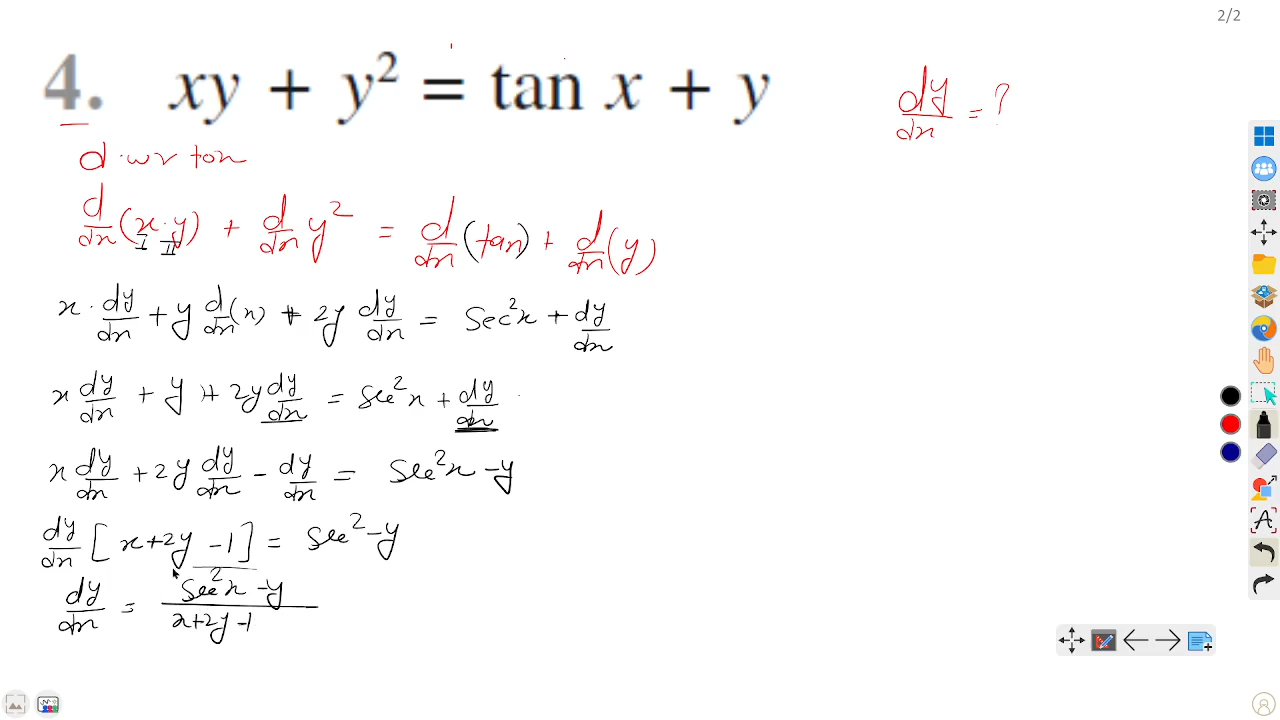 2/2
4. xy + y² = tan x + y
dy/dx = ?
d. wr to x
d/dx (x·y) + d/dx y² = d/dx (tan) + d/dx (y)
I II
x · dy/dx + y d/dx (x) + 2y dy/dx = Sec²x + dy/dx
x dy/dx + y + 2y dy/dx = Sec²x + dy/dx
x dy/dx + 2y dy/dx - dy/dx = Sec²x - y
dy/dx [x + 2y - 1] = Sec² - y
dy/dx = Sec²x - y / x + 2y - 1